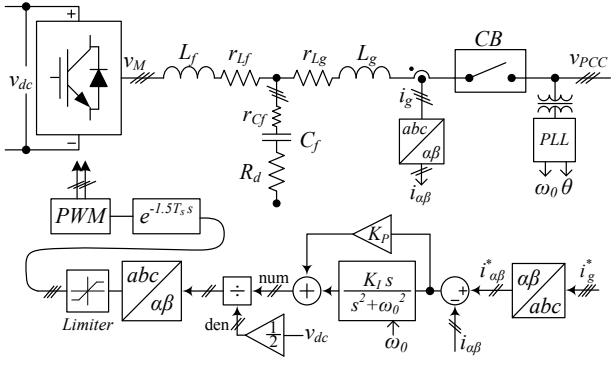 +
v_dc
−
v_M
L_f
r_Lf
r_Lg
L_g
CB
v_PCC
i_g
r_Cf
C_f
R_d
abc
αβ
i_αβ
PLL
ω_0 θ
PWM
e^{-1.5T_s s}
K_P
abc
αβ
Limiter
÷
num
den
1/2
v_dc
+
K_I s
s^2+ω_0^2
ω_0
+
−
i*_αβ
i_αβ
αβ
abc
i*_g